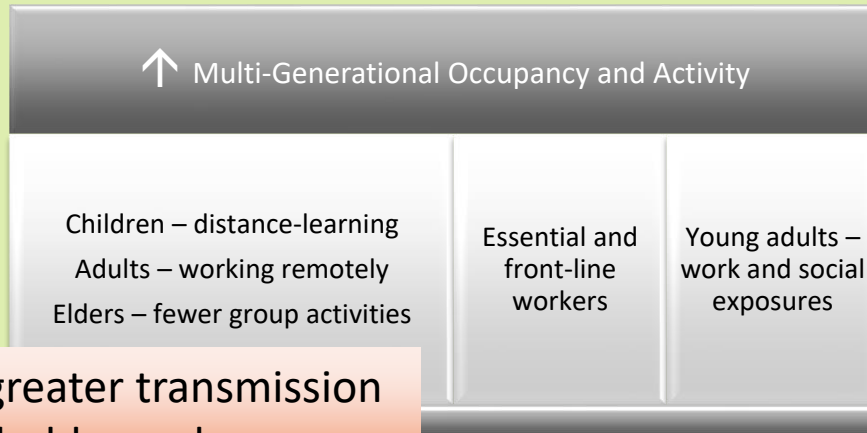 ↑ Multi-Generational Occupancy and Activity
Children – distance-learning
Adults – working remotely
Elders – fewer group activities
Essential and
front-line
workers
Young adults –
work and social
exposures
greater transmission